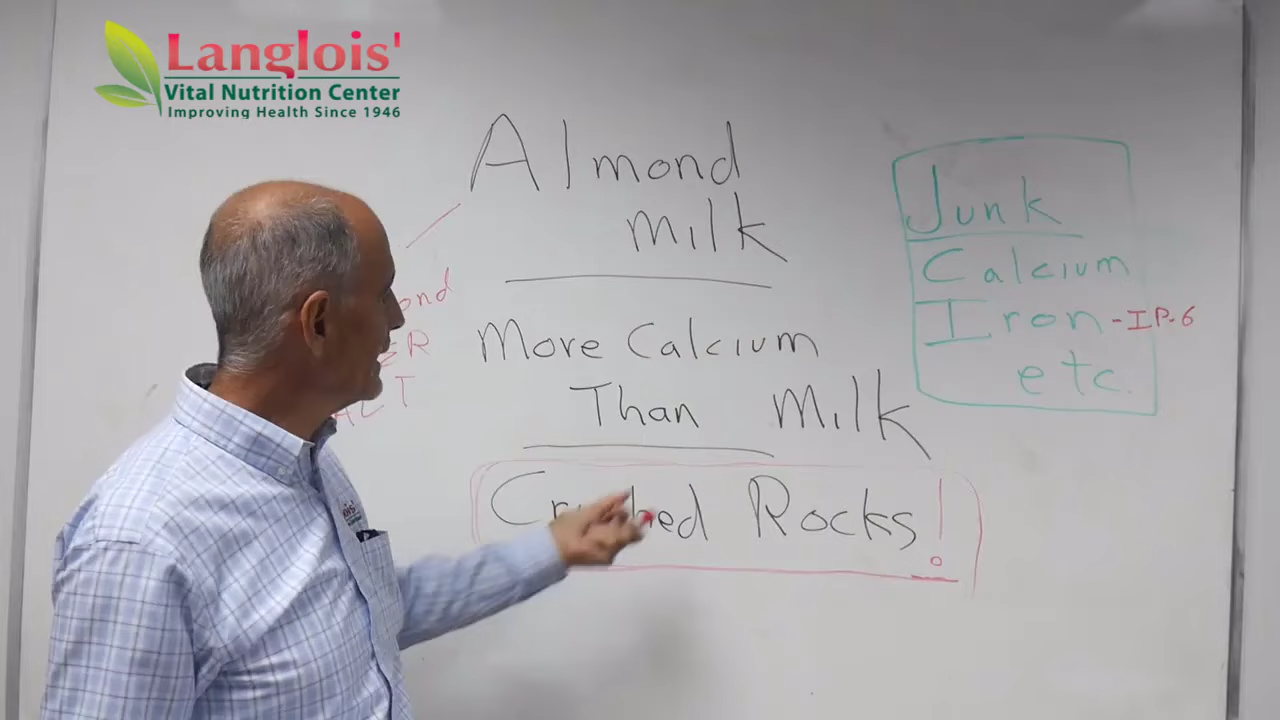 Langlois'
Vital Nutrition Center
Improving Health Since 1946
Almond
Milk
More Calcium
Than Milk
Rocks!
Junk
Calcium
Iron - IP-6
etc.